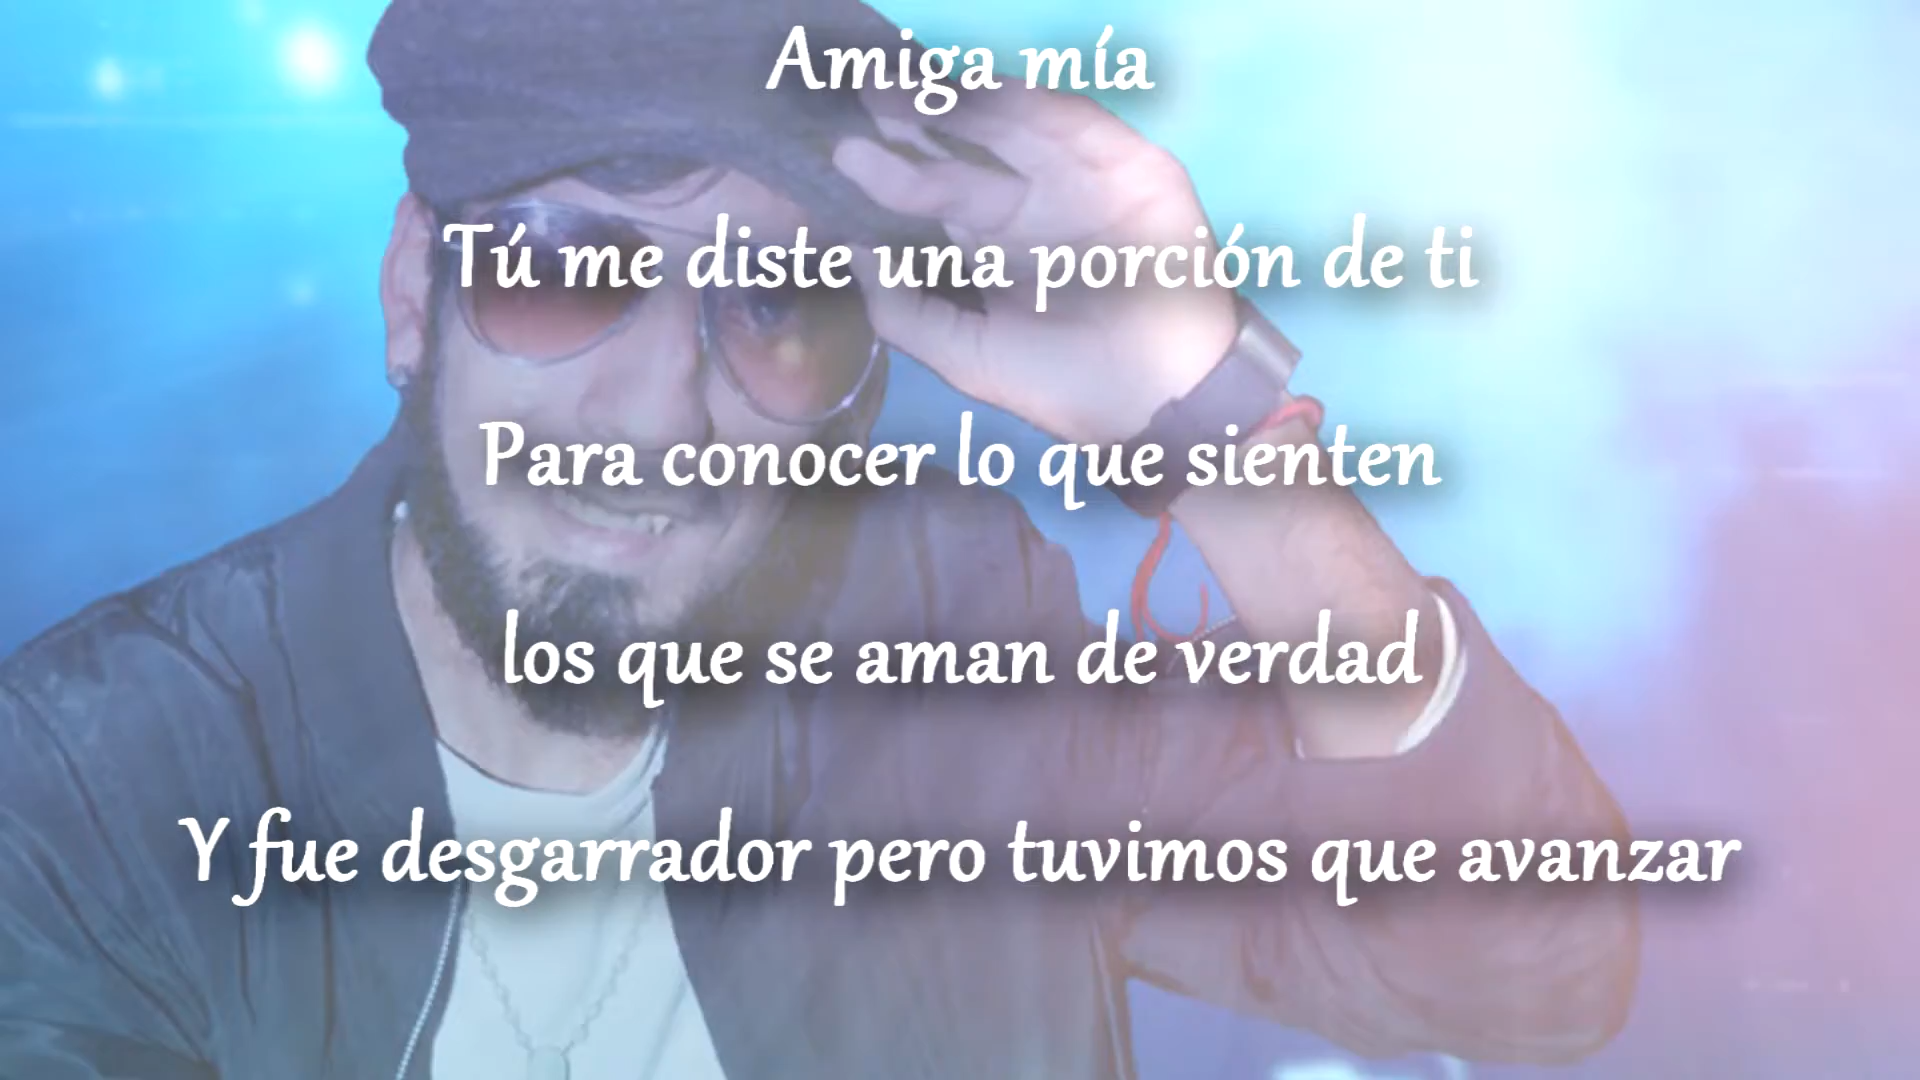 Amiga mía
Tú me diste una porción de ti
Para conocer lo que sienten
los que se aman de verdad
Y fue desgarrador pero tuvimos que avanzar